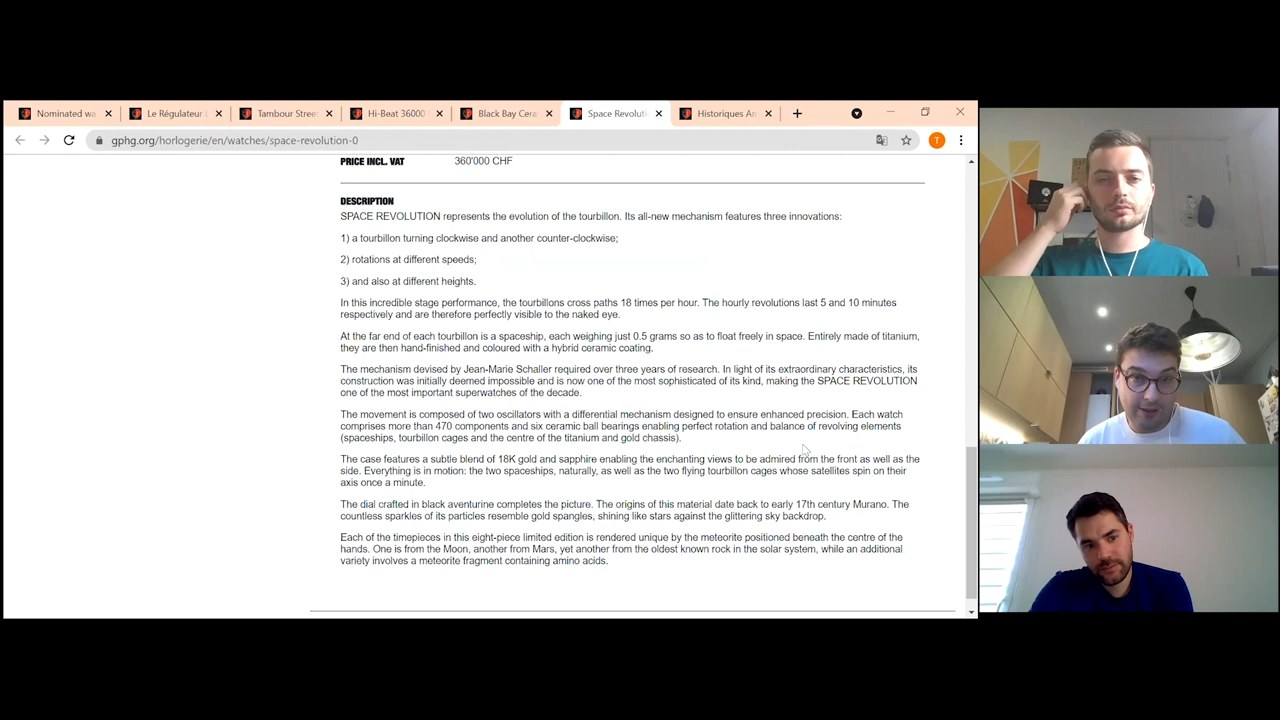 Nominated wa
Le Régulateur
Tambour Stree
Hi-Beat 36000
Black Bay Cera
Space Revoluti
Historiques Am
gphg.org/horlogerie/en/watches/space-revolution-0
T
PRICE INCL. VAT 360'000 CHF
DESCRIPTION
SPACE REVOLUTION represents the evolution of the tourbillon. Its all-new mechanism features three innovations:
1) a tourbillon turning clockwise and another counter-clockwise;
2) rotations at different speeds;
3) and also at different heights.
In this incredible stage performance, the tourbillons cross paths 18 times per hour. The hourly revolutions last 5 and 10 minutes
respectively and are therefore perfectly visible to the naked eye.
At the far end of each tourbillon is a spaceship, each weighing just 0.5 grams so as to float freely in space. Entirely made of titanium,
they are then hand-finished and coloured with a hybrid ceramic coating.
The mechanism devised by Jean-Marie Schaller required over three years of research. In light of its extraordinary characteristics, its
construction was initially deemed impossible and is now one of the most sophisticated of its kind, making the SPACE REVOLUTION
one of the most important superwatches of the decade.
The movement is composed of two oscillators with a differential mechanism designed to ensure enhanced precision. Each watch
comprises more than 470 components and six ceramic ball bearings enabling perfect rotation and balance of revolving elements
(spaceships, tourbillon cages and the centre of the titanium and gold chassis).
The case features a subtle blend of 18K gold and sapphire enabling the enchanting views to be admired from the front as well as the
side. Everything is in motion: the two spaceships, naturally, as well as the two flying tourbillon cages whose satellites spin on their
axis once a minute.
The dial crafted in black aventurine completes the picture. The origins of this material date back to early 17th century Murano. The
countless sparkles of its particles resemble gold spangles, shining like stars against the glittering sky backdrop.
Each of the timepieces in this eight-piece limited edition is rendered unique by the meteorite positioned beneath the centre of the
hands. One is from the Moon, another from Mars, yet another from the oldest known rock in the solar system, while an additional
variety involves a meteorite fragment containing amino acids.